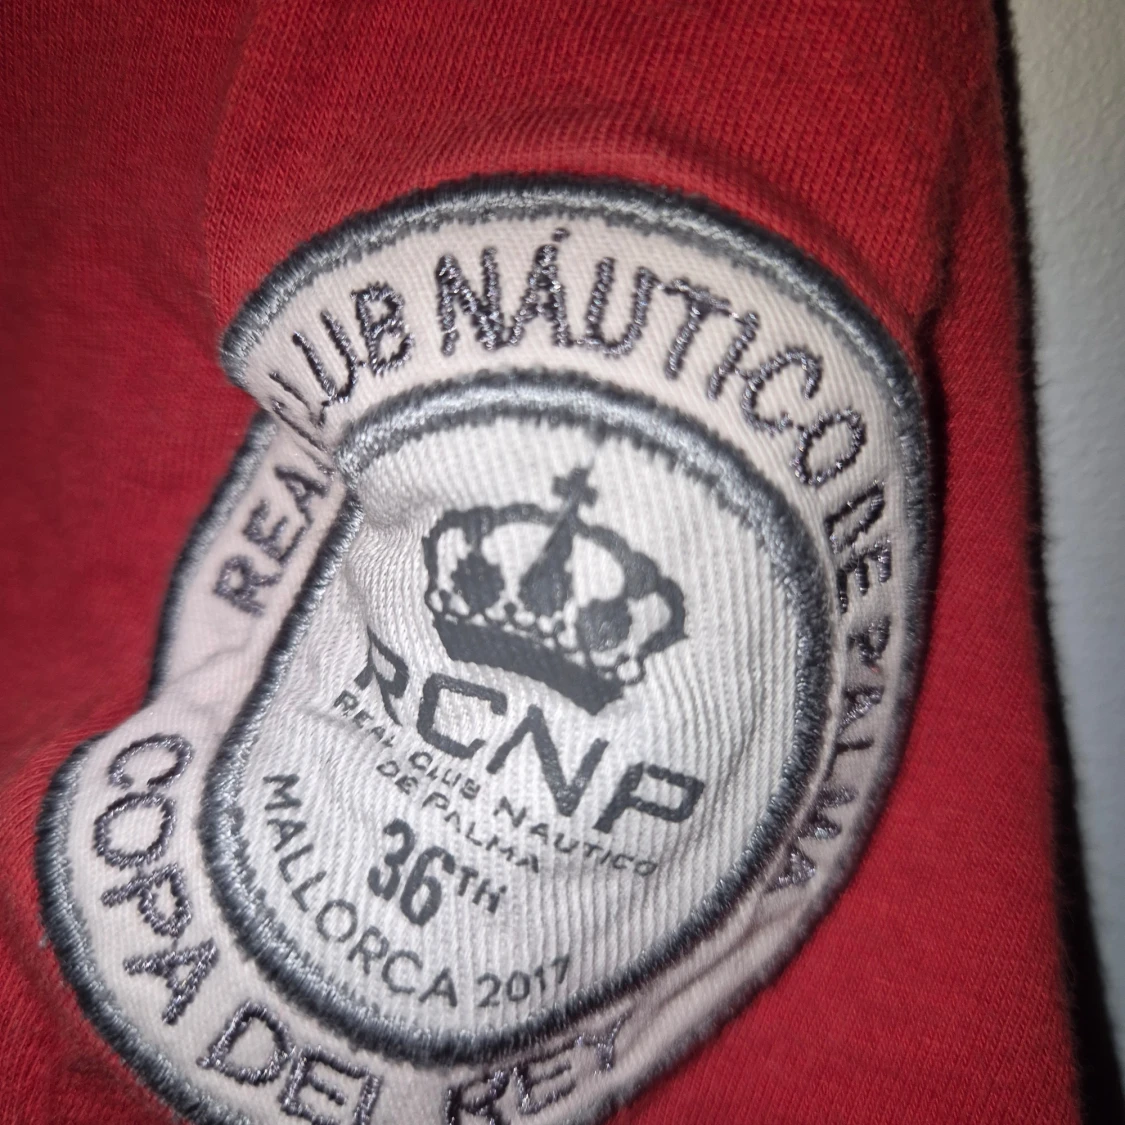 REAL CLUB NÁUTICO DE PALMA
RCNP
REAL CLUB NAUTICO
DE PALMA
36TH
MALLORCA 2017
COPA DEL REY